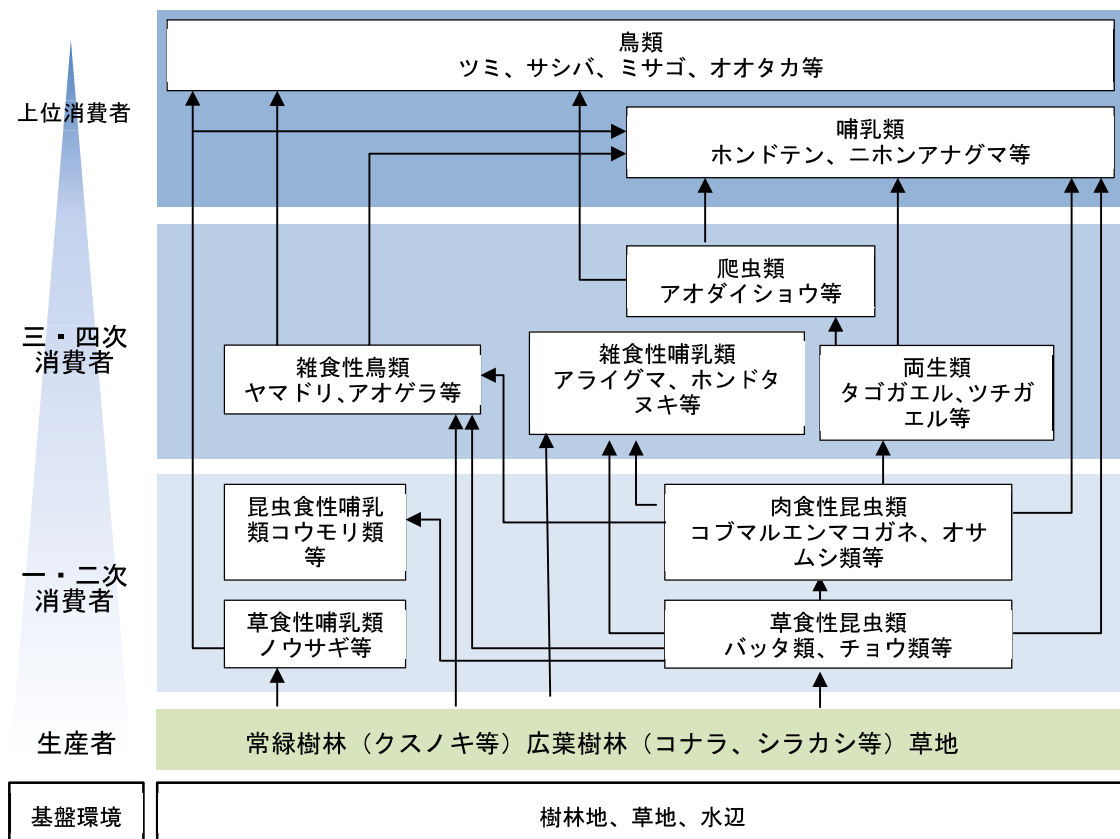 鳥類
ツミ、サシバ、ミサゴ、オオタカ等
上位消費者
哺乳類
ホンドテン、ニホンアナグマ等
爬虫類
アオダイショウ等
三・四次
消費者
雑食性鳥類
ヤマドリ、アオゲラ等
雑食性哺乳類
アライグマ、ホンドタ
ヌキ等
両生類
タゴガエル、ツチガ
エル等
一・二次
消費者
昆虫食性哺乳
類コウモリ類
等
肉食性昆虫類
コブマルエンマコガネ、オサ
ムシ類等
草食性哺乳類
ノウサギ等
草食性昆虫類
バッタ類、チョウ類等
生産者
常緑樹林（クスノキ等）広葉樹林（コナラ、シラカシ等）草地
基盤環境
樹林地、草地、水辺